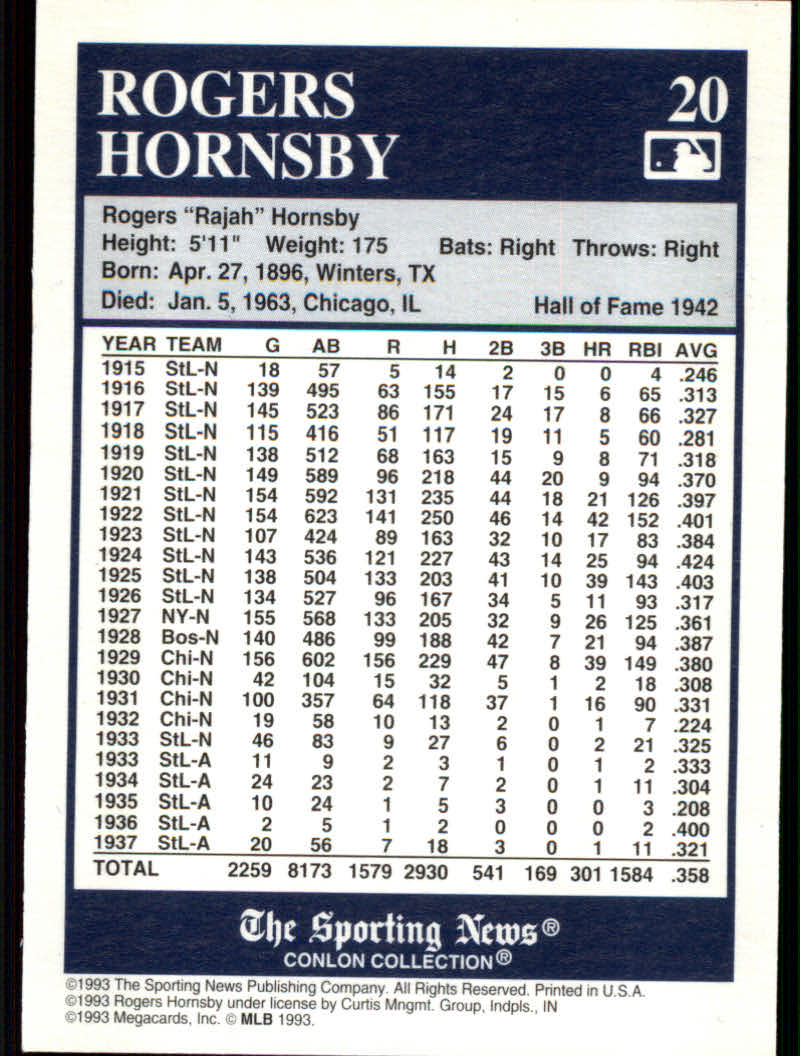 ROGERS
HORNSBY
20
Rogers “Rajah” Hornsby
Height: 5'11" Weight: 175 Bats: Right Throws: Right
Born: Apr. 27, 1896, Winters, TX
Died: Jan. 5, 1963, Chicago, IL Hall of Fame 1942
YEAR TEAM G AB R H 2B 3B HR RBI AVG
1915 StL-N 18 57 5 14 2 0 0 4 .246
1916 StL-N 139 495 63 155 17 15 6 65 .313
1917 StL-N 145 523 86 171 24 17 8 66 .327
1918 StL-N 115 416 51 117 19 11 5 60 .281
1919 StL-N 138 512 68 163 15 9 8 71 .318
1920 StL-N 149 589 96 218 44 20 9 94 .370
1921 StL-N 154 592 131 235 44 18 21 126 .397
1922 StL-N 154 623 141 250 46 14 42 152 .401
1923 StL-N 107 424 89 163 32 10 17 83 .384
1924 StL-N 143 536 121 227 43 14 25 94 .424
1925 StL-N 138 504 133 203 41 10 39 143 .403
1926 StL-N 134 527 96 167 34 5 11 93 .317
1927 NY-N 155 568 133 205 32 9 26 125 .361
1928 Bos-N 140 486 99 188 42 7 21 94 .387
1929 Chi-N 156 602 156 229 47 8 39 149 .380
1930 Chi-N 42 104 15 32 5 1 2 18 .308
1931 Chi-N 100 357 64 118 37 1 16 90 .331
1932 Chi-N 19 58 10 13 2 0 1 7 .224
1933 StL-N 46 83 9 27 6 0 2 21 .325
1933 StL-A 11 9 2 3 1 0 1 2 .333
1934 StL-A 24 23 2 7 2 0 1 11 .304
1935 StL-A 10 24 1 5 3 0 0 3 .208
1936 StL-A 2 5 1 2 0 0 0 2 .400
1937 StL-A 20 56 7 18 3 0 1 11 .321
TOTAL 2259 8173 1579 2930 541 169 301 1584 .358
The Sporting News®
CONLON COLLECTION®
©1993 The Sporting News Publishing Company. All Rights Reserved. Printed in U.S.A.
©1993 Rogers Hornsby under license by Curtis Mngmt. Group, Indpls., IN
©1993 Megacards, Inc. © MLB 1993.